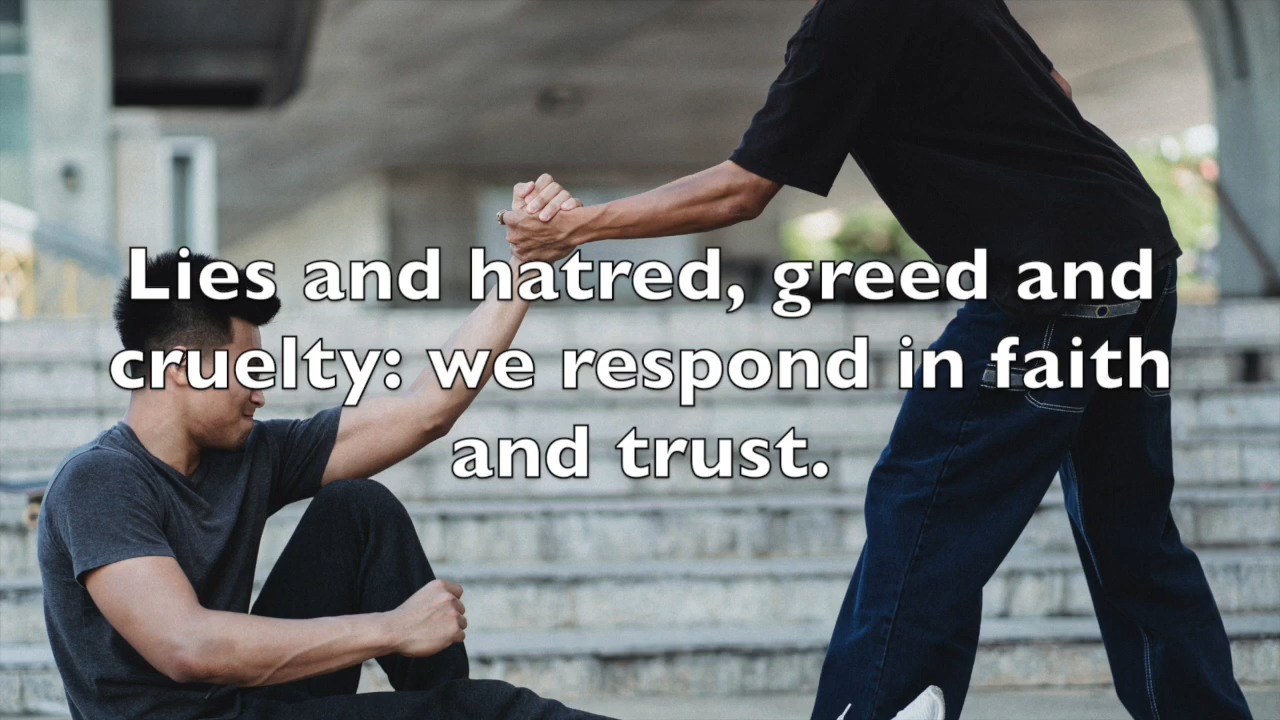 Lies and hatred, greed and
cruelty: we respond in faith
and trust.